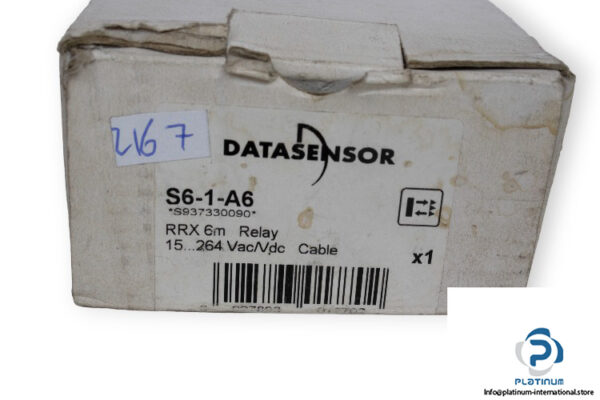 2167
DATASENSOR
S6-1-A6
*S937330090*
RRX 6m Relay
15...264 Vac/Vdc Cable
x1
PLATINUM
Info@platinum-international.store